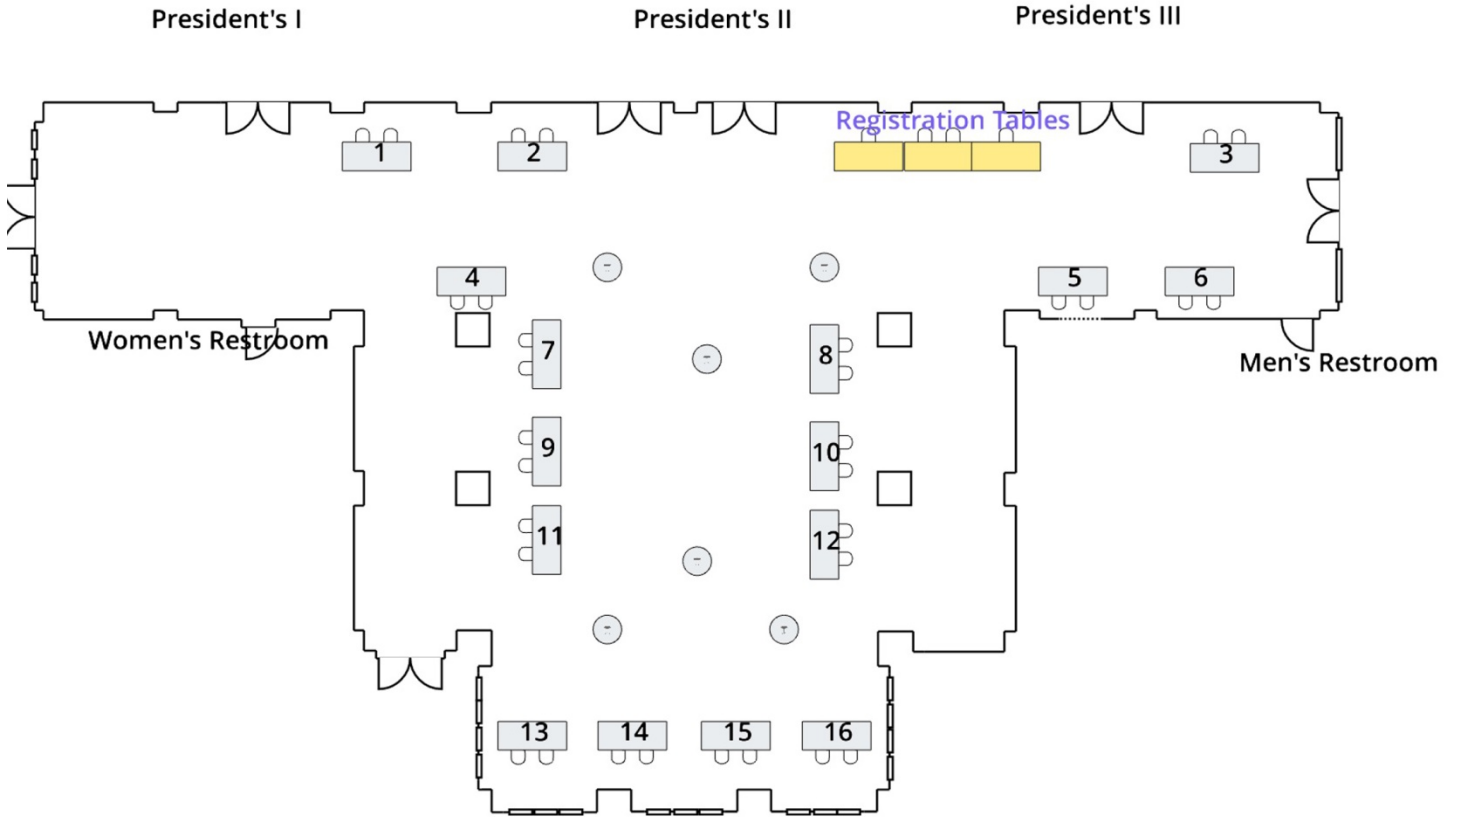 President's I
President's II
President's III
Registration Tables
1
2
3
4
5
6
Women's Restroom
Men's Restroom
7
8
9
10
11
12
13
14
15
16